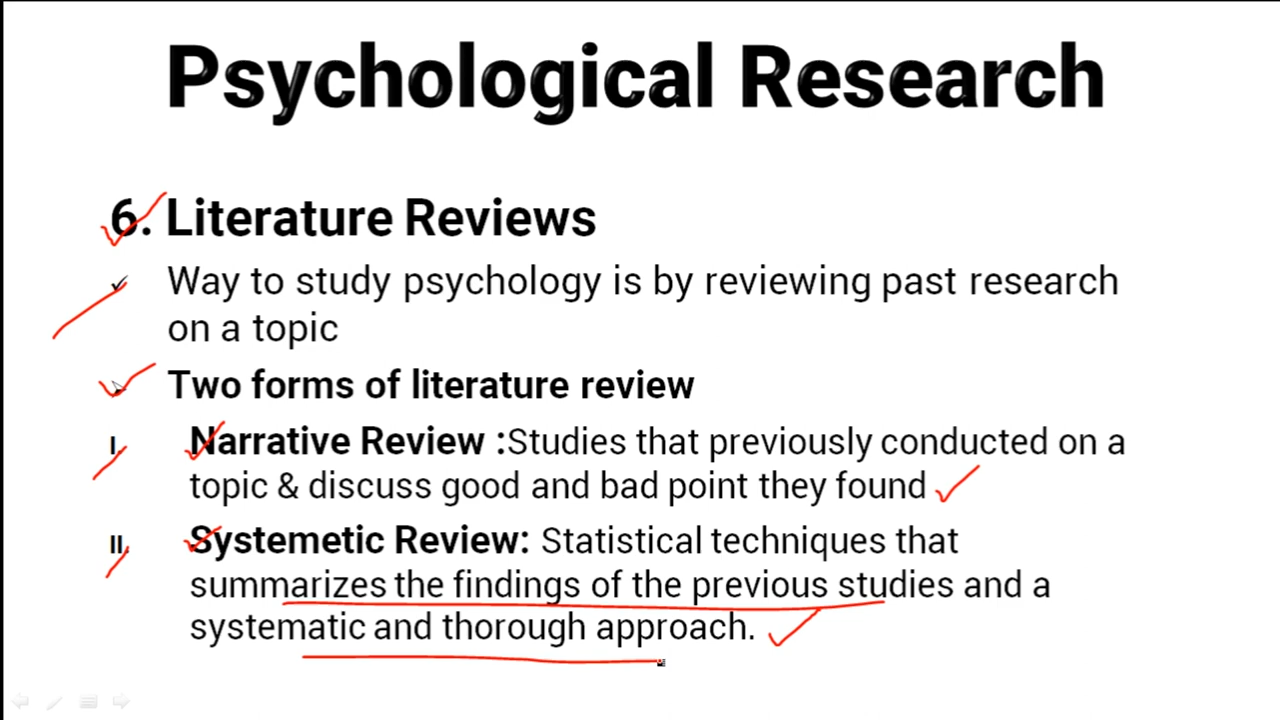 Psychological Research
6. Literature Reviews
Way to study psychology is by reviewing past research
on a topic
Two forms of literature review
I. Narrative Review :Studies that previously conducted on a
topic & discuss good and bad point they found
II. Systemetic Review: Statistical techniques that
summarizes the findings of the previous studies and a
systematic and thorough approach.